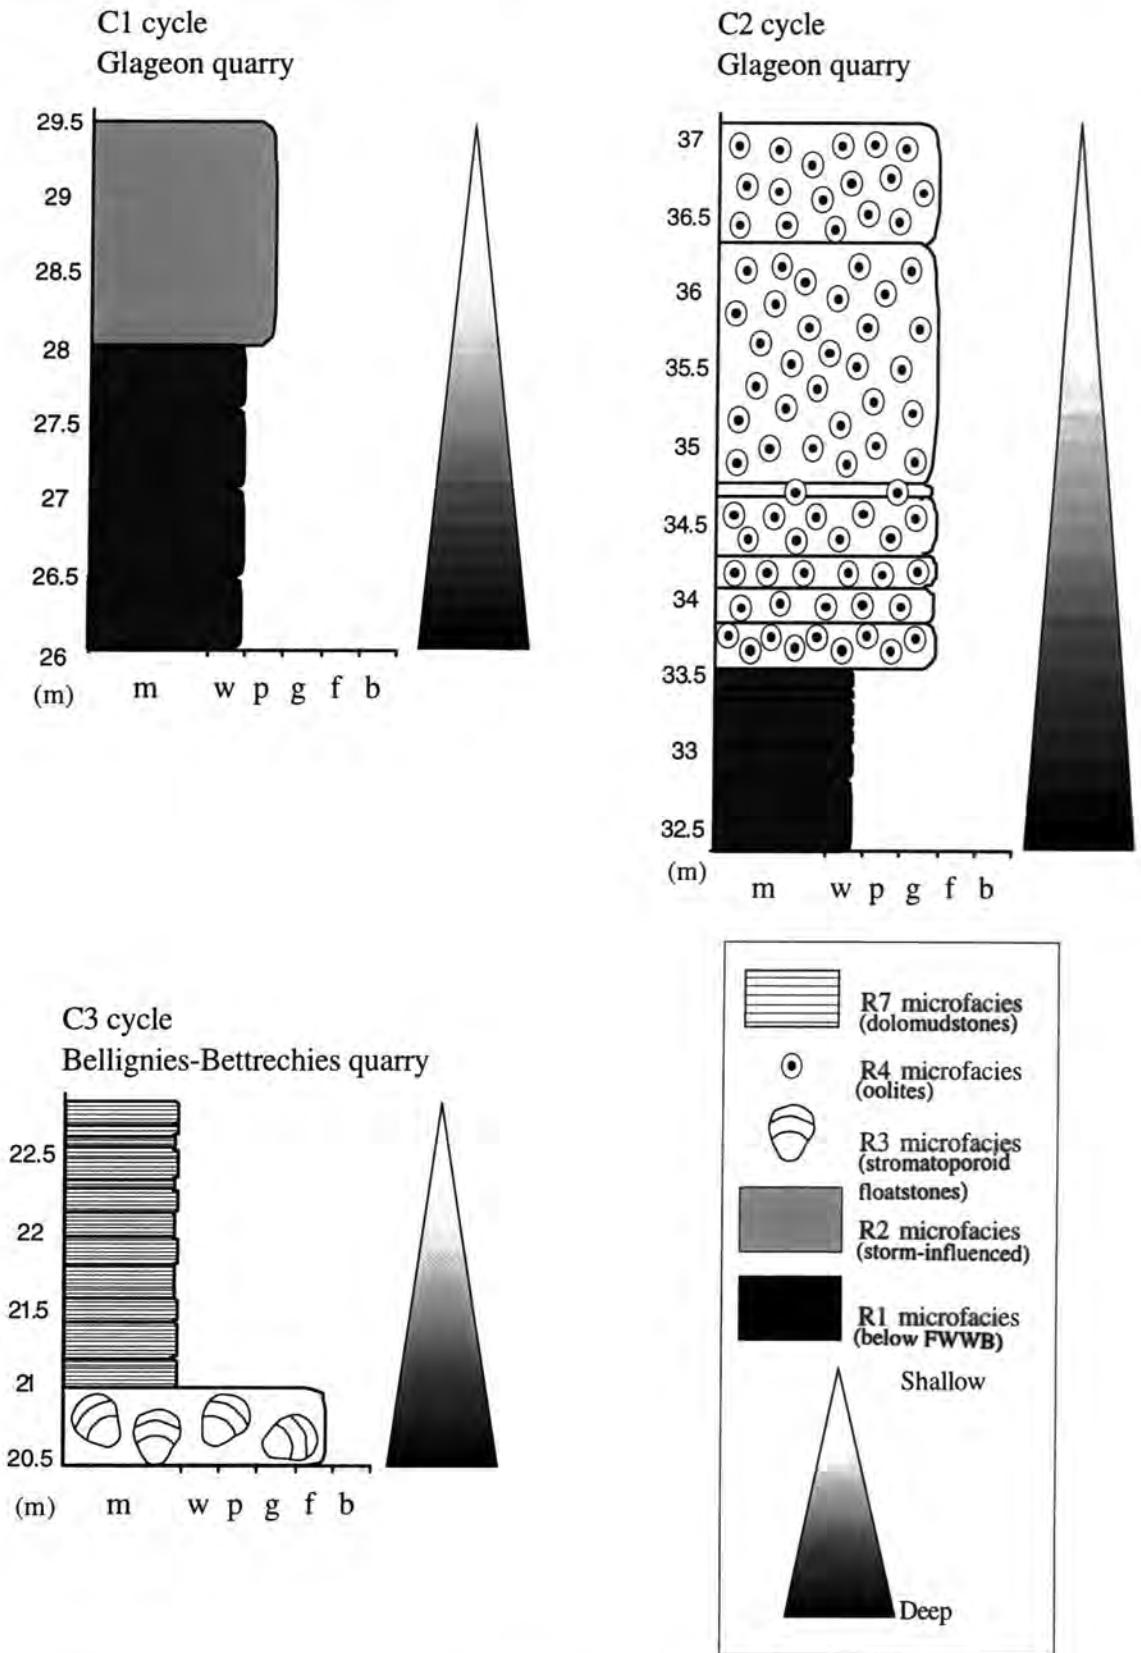 C1 cycle
Glageon quarry
29.5
29
28.5
28
27.5
27
26.5
26
(m)
m w p g f b
C2 cycle
Glageon quarry
37
36.5
36
35.5
35
34.5
34
33.5
33
32.5
(m)
m w p g f b
C3 cycle
Bellignies-Bettrechies quarry
22.5
22
21.5
21
20.5
(m)
m w p g f b
R7 microfacies
(dolomudstones)
R4 microfacies
(oolites)
R3 microfacies
(stromatoporoid
floatstones)
R2 microfacies
(storm-influenced)
R1 microfacies
(below FWWB)
Shallow
Deep